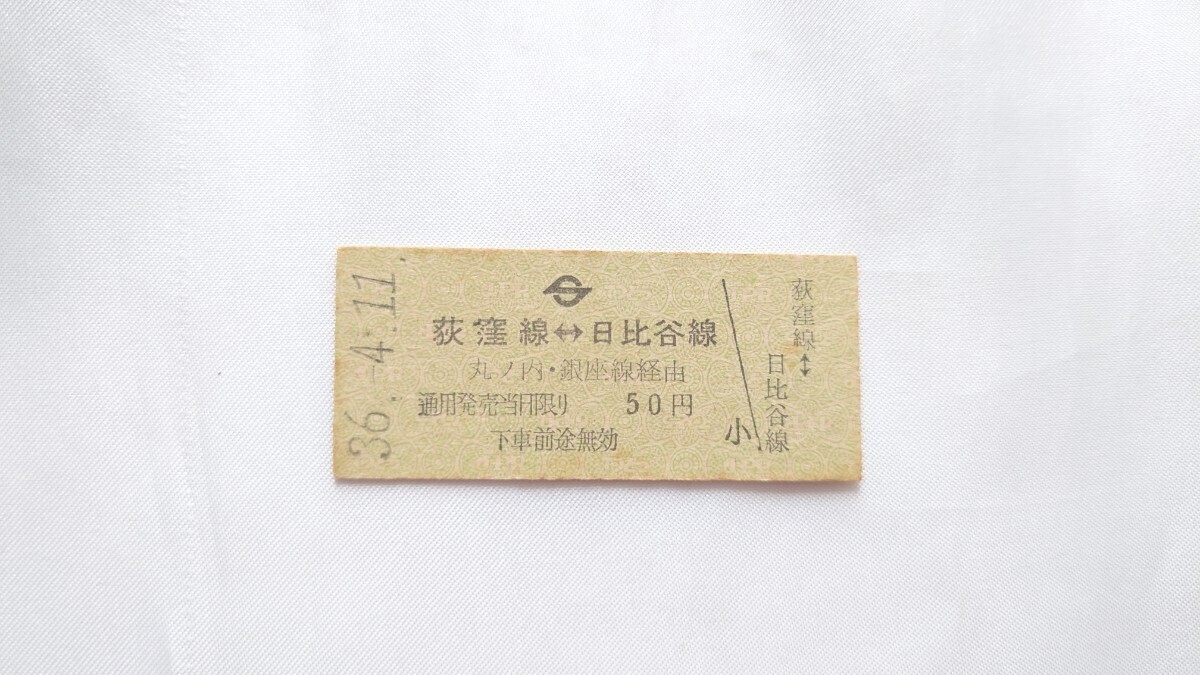 36.-4.11.
荻窪線↔日比谷線
丸ノ内・銀座線経由
通用発売当日限り 50円
下車前途無効
小
荻窪線↔
日比谷線